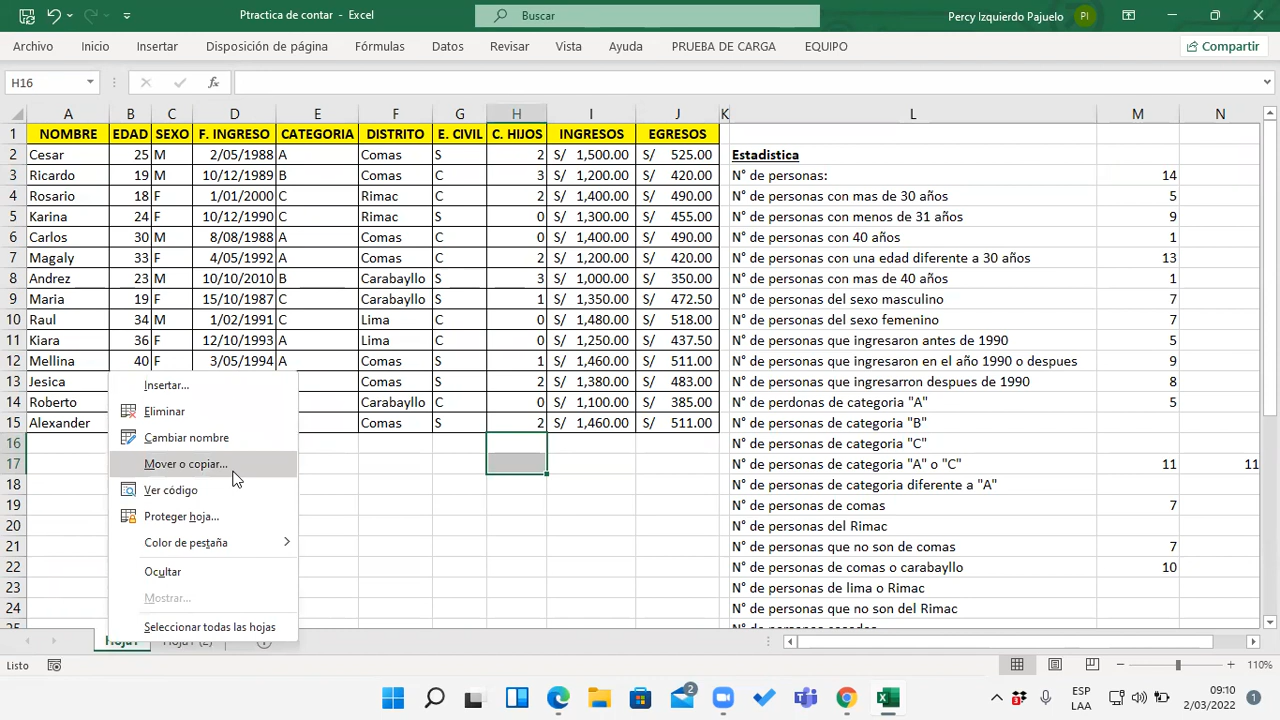 Ptractica de contar - Excel
Buscar
Percy Izquierdo Pajuelo PI
Archivo Inicio Insertar Disposición de página Fórmulas Datos Revisar Vista Ayuda PRUEBA DE CARGA EQUIPO Compartir
H16 fx
A B C D E F G H I J K L M N
1 NOMBRE EDAD SEXO F. INGRESO CATEGORIA DISTRITO E. CIVIL C. HIJOS INGRESOS EGRESOS
2 Cesar 25 M 2/05/1988 A Comas S 2 S/ 1,500.00 S/ 525.00 Estadistica
3 Ricardo 19 M 10/12/1989 B Comas C 3 S/ 1,200.00 S/ 420.00 N° de personas: 14
4 Rosario 18 F 1/01/2000 C Rimac C 2 S/ 1,400.00 S/ 490.00 N° de personas con mas de 30 años 5
5 Karina 24 F 10/12/1990 C Rimac S 0 S/ 1,300.00 S/ 455.00 N° de personas con menos de 31 años 9
6 Carlos 30 M 8/08/1988 A Comas C 0 S/ 1,400.00 S/ 490.00 N° de personas con 40 años 1
7 Magaly 33 F 4/05/1992 A Comas C 2 S/ 1,200.00 S/ 420.00 N° de personas con una edad diferente a 30 años 13
8 Andrez 23 M 10/10/2010 B Carabayllo S 3 S/ 1,000.00 S/ 350.00 N° de personas con mas de 40 años 1
9 Maria 19 F 15/10/1987 C Carabayllo S 1 S/ 1,350.00 S/ 472.50 N° de personas del sexo masculino 7
10 Raul 34 M 1/02/1991 C Lima C 0 S/ 1,480.00 S/ 518.00 N° de personas del sexo femenino 7
11 Kiara 36 F 12/10/1993 A Lima C 0 S/ 1,250.00 S/ 437.50 N° de personas que ingresaron antes de 1990 5
12 Mellina 40 F 3/05/1994 A Comas S 1 S/ 1,460.00 S/ 511.00 N° de personas que ingresaron en el año 1990 o despues 9
13 Jesica Comas S 2 S/ 1,380.00 S/ 483.00 N° de personas que ingresarron despues de 1990 8
14 Roberto Carabayllo C 0 S/ 1,100.00 S/ 385.00 N° de perdonas de categoria "A" 5
15 Alexander Comas S 2 S/ 1,460.00 S/ 511.00 N° de personas de categoria "B"
16 N° de personas de categoria "C"
17 N° de personas de categoria "A" o "C" 11 11
18 N° de personas de categoria diferente a "A"
19 N° de personas de comas 7
20 N° de personas del Rimac
21 N° de personas que no son de comas 7
22 N° de personas de comas o carabayllo 10
23 N° de personas de lima o Rimac
24 N° de personas que no son del Rimac
25 N° de personas casadas
Insertar...
Eliminar
Cambiar nombre
Mover o copiar...
Ver código
Proteger hoja...
Color de pestaña
Ocultar
Mostrar...
Seleccionar todas las hojas
Hoja1 Hoja1 (2)
Listo 110%
2
ESP
LAA
09:10
2/03/2022
1
3